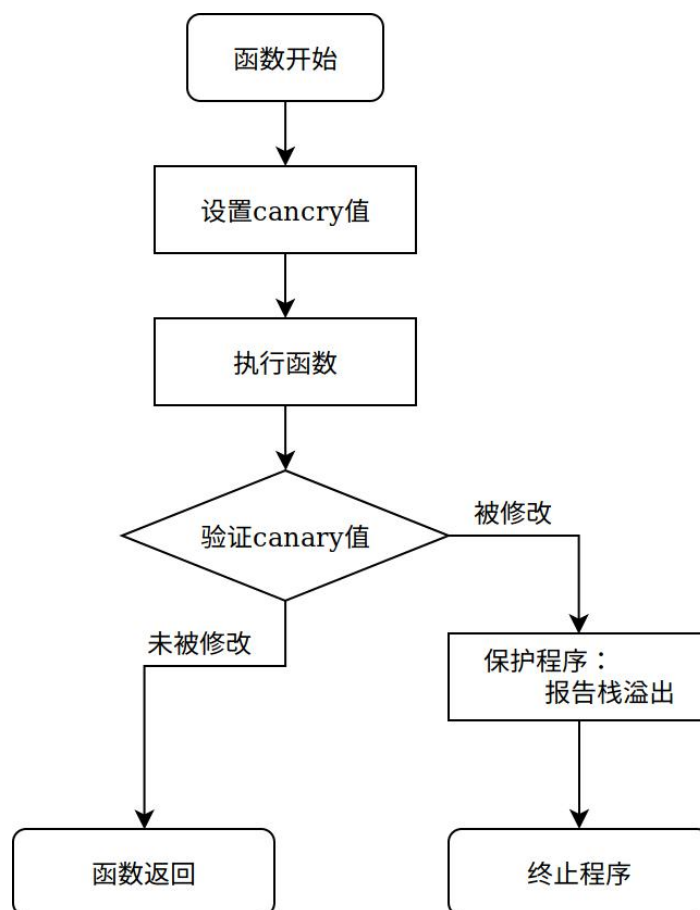 函数开始
设置cancry值
执行函数
验证canary值
被修改
未被修改
保护程序：
报告栈溢出
函数返回
终止程序